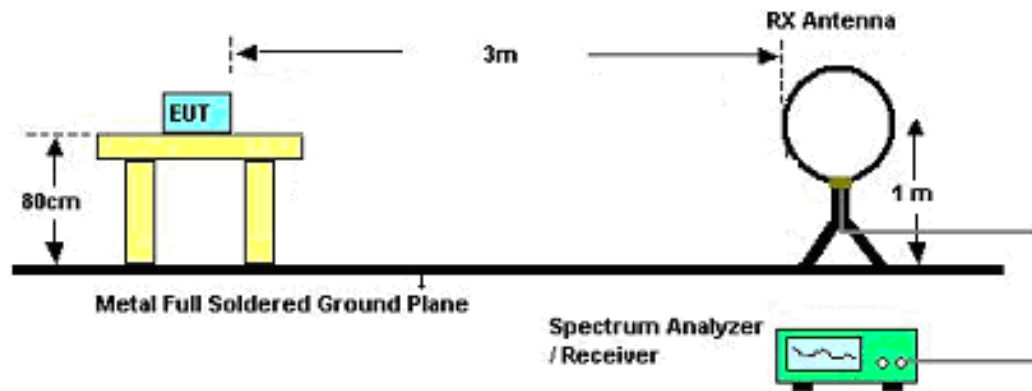 RX Antenna
3m
EUT
80cm
1 m
Metal Full Soldered Ground Plane
Spectrum Analyzer
/ Receiver